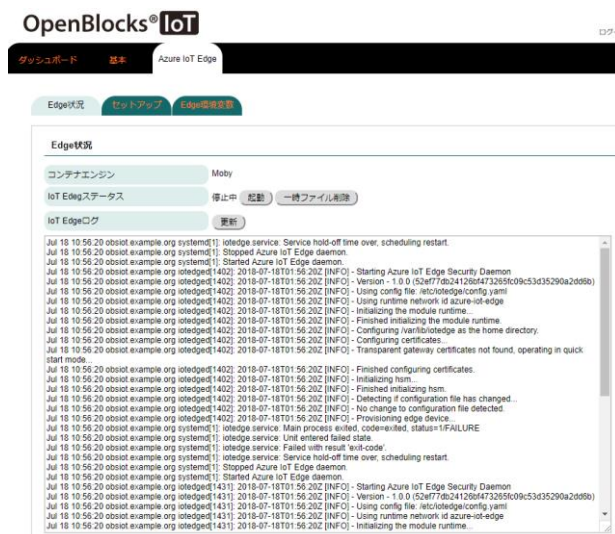 OpenBlocks® IoT
ログ
ダッシュボード 基本 Azure IoT Edge
Edge状況 セットアップ Edge環境変数
Edge状況
コンテナエンジン Moby
IoT Edegステータス 停止中 起動 一時ファイル削除
IoT Edgeログ 更新
Jul 18 10:56:20 obsiot.example.org systemd[1]: iotedge.service: Service hold-off time over, scheduling restart.
Jul 18 10:56:20 obsiot.example.org systemd[1]: Stopped Azure IoT Edge daemon.
Jul 18 10:56:20 obsiot.example.org systemd[1]: Started Azure IoT Edge daemon.
Jul 18 10:56:20 obsiot.example.org iotedged[1402]: 2018-07-18T01:56:20Z [INFO] - Starting Azure IoT Edge Security Daemon
Jul 18 10:56:20 obsiot.example.org iotedged[1402]: 2018-07-18T01:56:20Z [INFO] - Version - 1.0.0 (52ef77db24126bf473265fc09c53d35290a2dd6b)
Jul 18 10:56:20 obsiot.example.org iotedged[1402]: 2018-07-18T01:56:20Z [INFO] - Using config file: /etc/iotedge/config.yaml
Jul 18 10:56:20 obsiot.example.org iotedged[1402]: 2018-07-18T01:56:20Z [INFO] - Using runtime network id azure-iot-edge
Jul 18 10:56:20 obsiot.example.org iotedged[1402]: 2018-07-18T01:56:20Z [INFO] - Initializing the module runtime...
Jul 18 10:56:20 obsiot.example.org iotedged[1402]: 2018-07-18T01:56:20Z [INFO] - Finished initializing the module runtime.
Jul 18 10:56:20 obsiot.example.org iotedged[1402]: 2018-07-18T01:56:20Z [INFO] - Configuring /var/lib/iotedge as the home directory.
Jul 18 10:56:20 obsiot.example.org iotedged[1402]: 2018-07-18T01:56:20Z [INFO] - Configuring certificates...
Jul 18 10:56:20 obsiot.example.org iotedged[1402]: 2018-07-18T01:56:20Z [INFO] - Transparent gateway certificates not found, operating in quick
start mode...
Jul 18 10:56:20 obsiot.example.org iotedged[1402]: 2018-07-18T01:56:20Z [INFO] - Finished configuring certificates.
Jul 18 10:56:20 obsiot.example.org iotedged[1402]: 2018-07-18T01:56:20Z [INFO] - Initializing hsm...
Jul 18 10:56:20 obsiot.example.org iotedged[1402]: 2018-07-18T01:56:20Z [INFO] - Finished initializing hsm.
Jul 18 10:56:20 obsiot.example.org iotedged[1402]: 2018-07-18T01:56:20Z [INFO] - Detecting if configuration file has changed...
Jul 18 10:56:20 obsiot.example.org iotedged[1402]: 2018-07-18T01:56:20Z [INFO] - No change to configuration file detected.
Jul 18 10:56:20 obsiot.example.org iotedged[1402]: 2018-07-18T01:56:20Z [INFO] - Provisioning edge device...
Jul 18 10:56:20 obsiot.example.org systemd[1]: iotedge.service: Main process exited, code=exited, status=1/FAILURE
Jul 18 10:56:20 obsiot.example.org systemd[1]: iotedge.service: Unit entered failed state.
Jul 18 10:56:20 obsiot.example.org systemd[1]: iotedge.service: Failed with result 'exit-code'.
Jul 18 10:56:20 obsiot.example.org systemd[1]: iotedge.service: Service hold-off time over, scheduling restart.
Jul 18 10:56:20 obsiot.example.org systemd[1]: Stopped Azure IoT Edge daemon.
Jul 18 10:56:20 obsiot.example.org systemd[1]: Started Azure IoT Edge daemon.
Jul 18 10:56:20 obsiot.example.org iotedged[1431]: 2018-07-18T01:56:20Z [INFO] - Starting Azure IoT Edge Security Daemon
Jul 18 10:56:20 obsiot.example.org iotedged[1431]: 2018-07-18T01:56:20Z [INFO] - Version - 1.0.0 (52ef77db24126bf473265fc09c53d35290a2dd6b)
Jul 18 10:56:20 obsiot.example.org iotedged[1431]: 2018-07-18T01:56:20Z [INFO] - Using config file: /etc/iotedge/config.yaml
Jul 18 10:56:20 obsiot.example.org iotedged[1431]: 2018-07-18T01:56:20Z [INFO] - Using runtime network id azure-iot-edge
Jul 18 10:56:20 obsiot.example.org iotedged[1431]: 2018-07-18T01:56:20Z [INFO] - Initializing the module runtime...